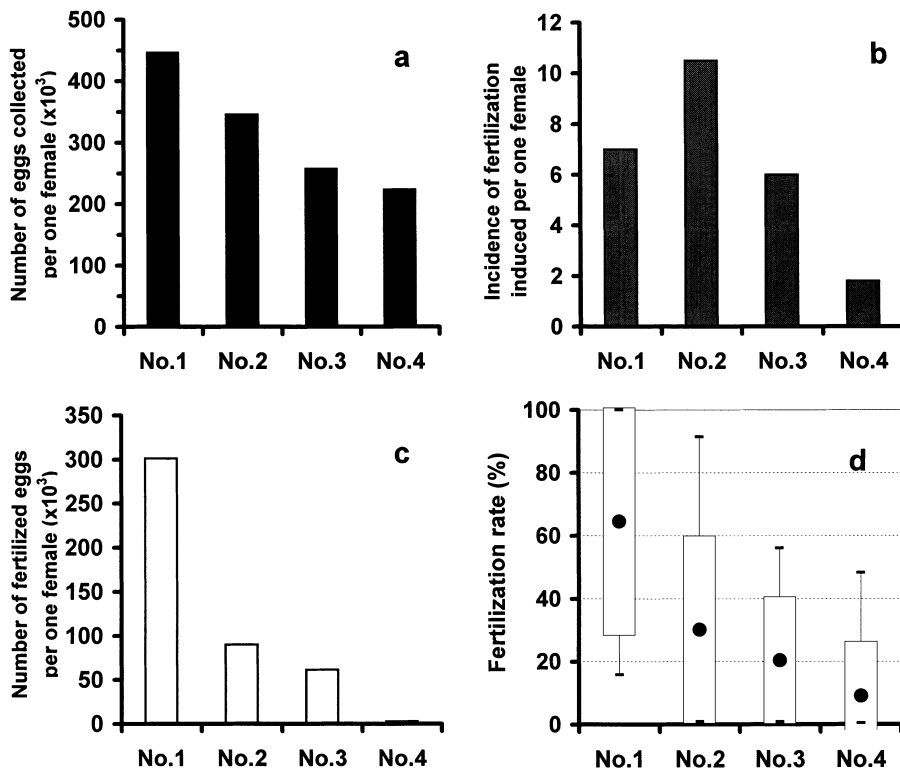 Number of eggs collected
per one female (x10³)
500
400
300
200
100
0
a
No.1 No.2 No.3 No.4
Incidence of fertilization
induced per one female
12
10
8
6
4
2
0
b
No.1 No.2 No.3 No.4
Number of fertilized eggs
per one female (x10³)
350
300
250
200
150
100
50
0
c
No.1 No.2 No.3 No.4
Fertilization rate (%)
100
80
60
40
20
0
d
No.1 No.2 No.3 No.4